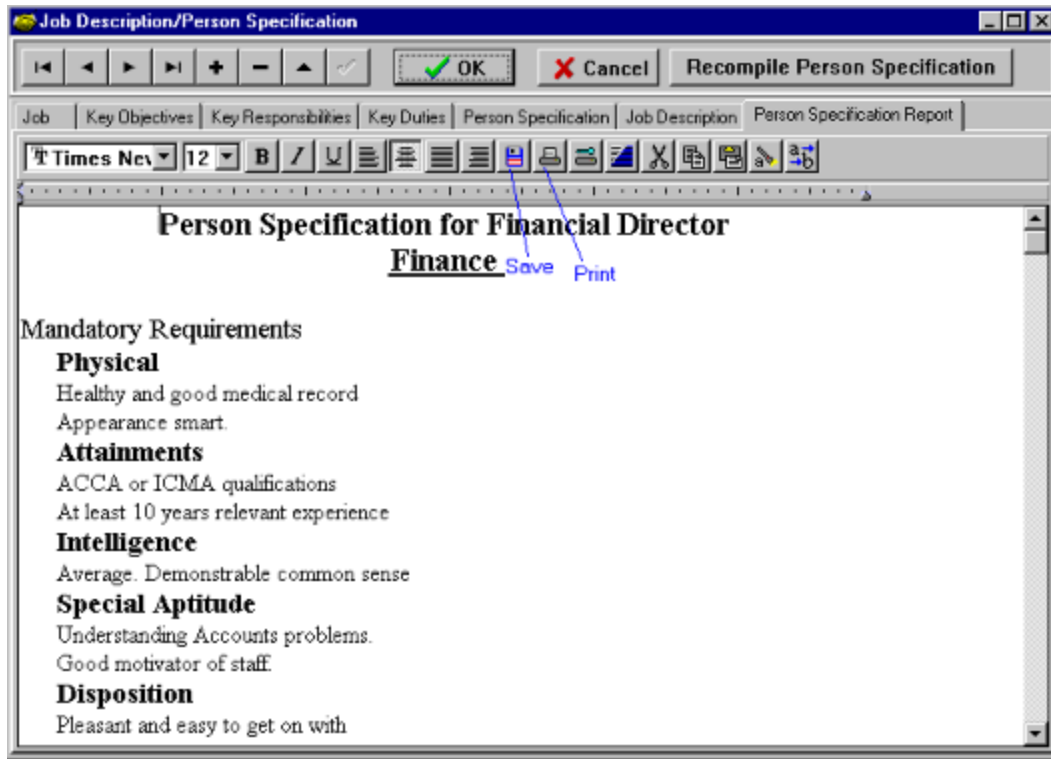 Job Description/Person Specification
OK Cancel Recompile Person Specification
Job Key Objectives Key Responsibilities Key Duties Person Specification Job Description Person Specification Report
Times Nev 12 B I U
Person Specification for Financial Director
Finance
Save Print
Mandatory Requirements
Physical
Healthy and good medical record
Appearance smart.
Attainments
ACCA or ICMA qualifications
At least 10 years relevant experience
Intelligence
Average. Demonstrable common sense
Special Aptitude
Understanding Accounts problems.
Good motivator of staff.
Disposition
Pleasant and easy to get on with